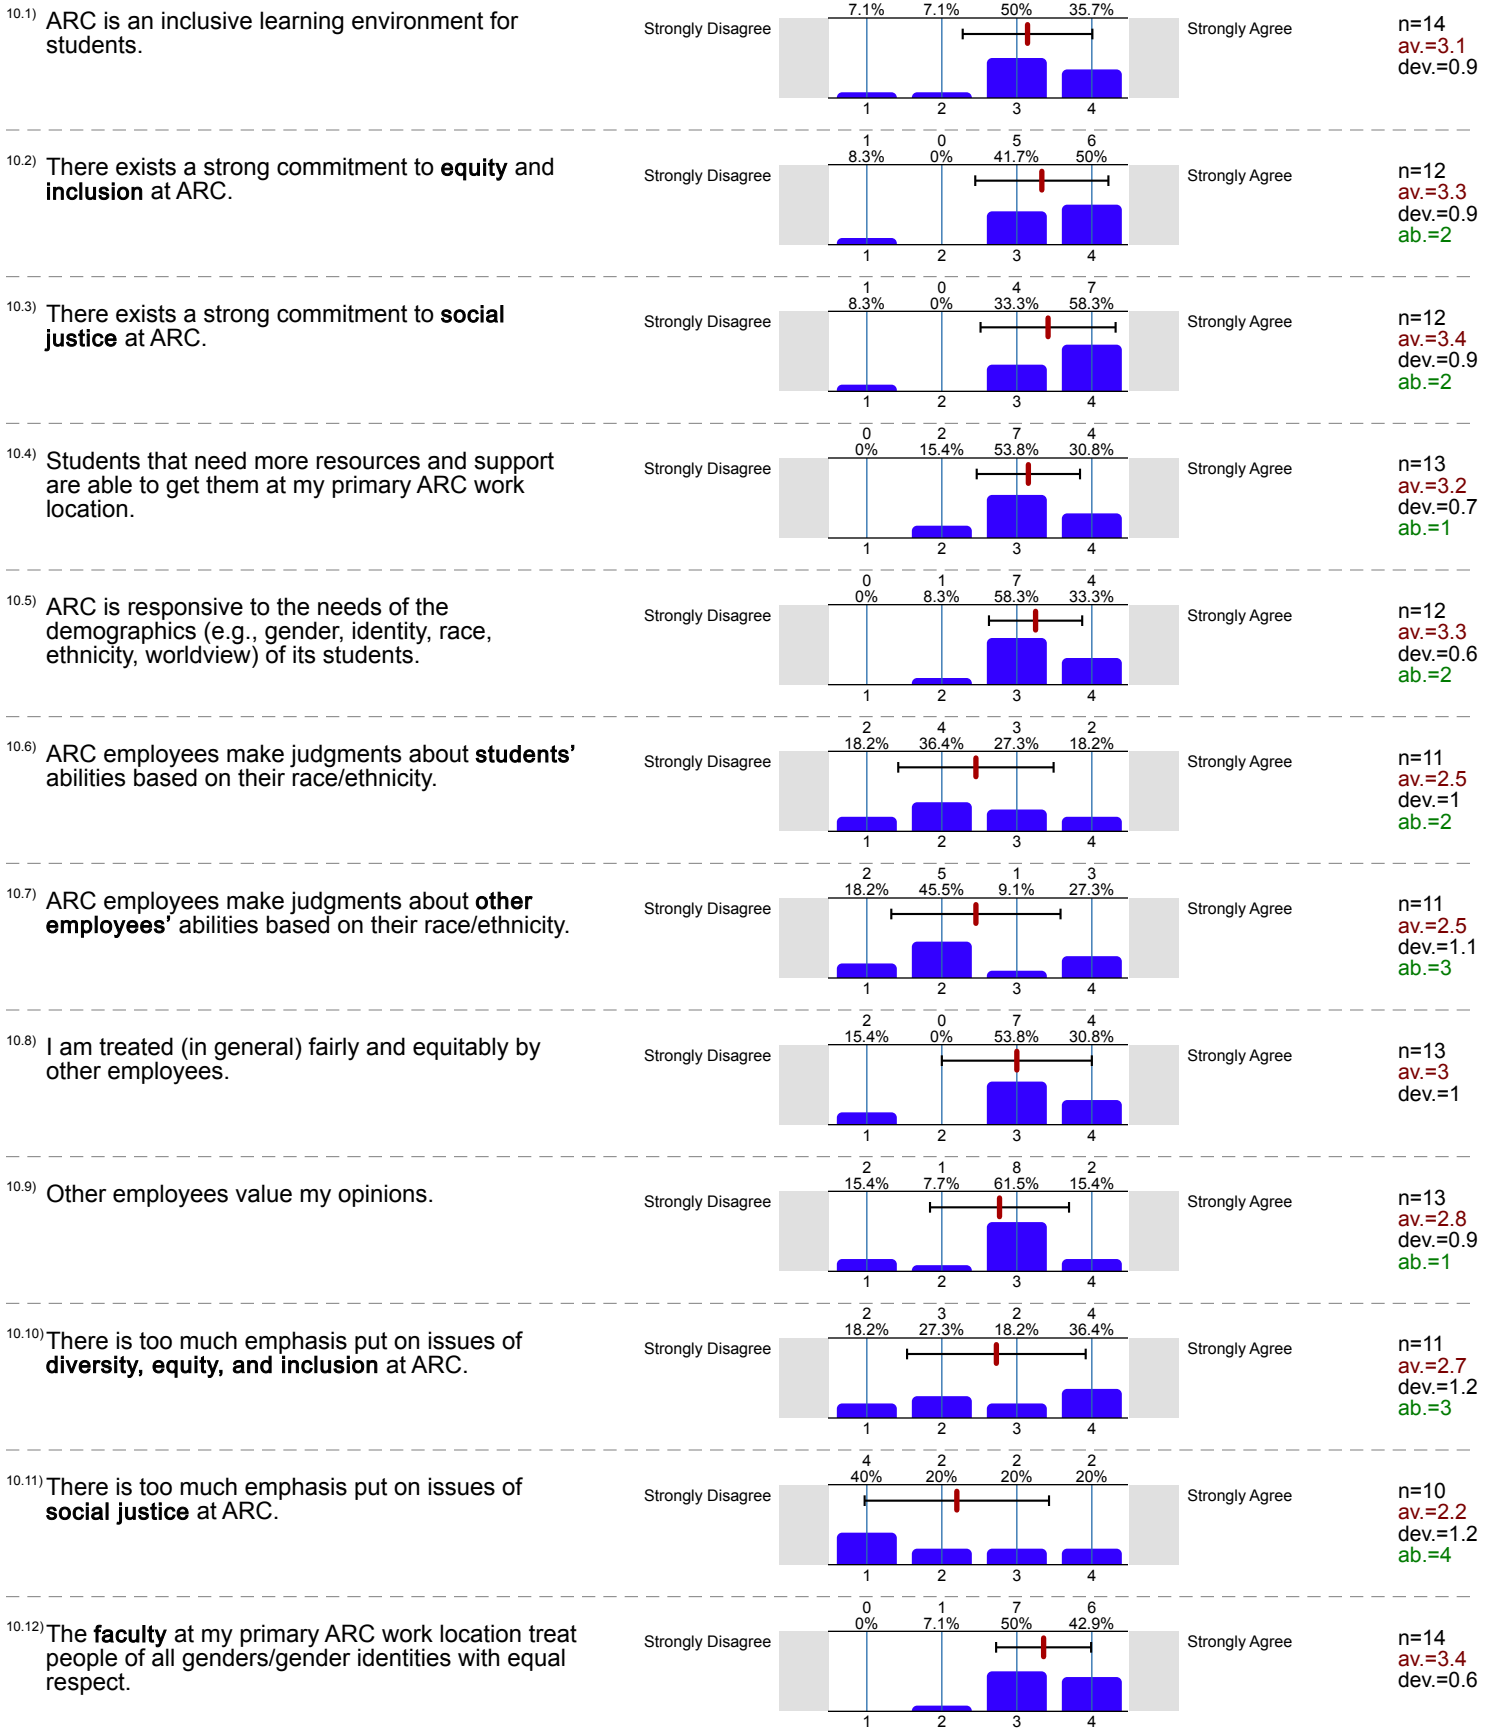 7.1% 7.1% 50% 35.7%
10.1) ARC is an inclusive learning environment for
students.
Strongly Disagree
Strongly Agree
n=14
av.=3.1
dev.=0.9
1 2 3 4
1 0 5 6
8.3% 0% 41.7% 50%
10.2) There exists a strong commitment to equity and
inclusion at ARC.
Strongly Disagree
Strongly Agree
n=12
av.=3.3
dev.=0.9
ab.=2
1 2 3 4
1 0 4 7
8.3% 0% 33.3% 58.3%
10.3) There exists a strong commitment to social
justice at ARC.
Strongly Disagree
Strongly Agree
n=12
av.=3.4
dev.=0.9
ab.=2
1 2 3 4
0 2 7 4
0% 15.4% 53.8% 30.8%
10.4) Students that need more resources and support
are able to get them at my primary ARC work
location.
Strongly Disagree
Strongly Agree
n=13
av.=3.2
dev.=0.7
ab.=1
1 2 3 4
0 1 7 4
0% 8.3% 58.3% 33.3%
10.5) ARC is responsive to the needs of the
demographics (e.g., gender, identity, race,
ethnicity, worldview) of its students.
Strongly Disagree
Strongly Agree
n=12
av.=3.3
dev.=0.6
ab.=2
1 2 3 4
2 4 3 2
18.2% 36.4% 27.3% 18.2%
10.6) ARC employees make judgments about students’
abilities based on their race/ethnicity.
Strongly Disagree
Strongly Agree
n=11
av.=2.5
dev.=1
ab.=2
1 2 3 4
2 5 1 3
18.2% 45.5% 9.1% 27.3%
10.7) ARC employees make judgments about other
employees’ abilities based on their race/ethnicity.
Strongly Disagree
Strongly Agree
n=11
av.=2.5
dev.=1.1
ab.=3
1 2 3 4
2 0 7 4
15.4% 0% 53.8% 30.8%
10.8) I am treated (in general) fairly and equitably by
other employees.
Strongly Disagree
Strongly Agree
n=13
av.=3
dev.=1
1 2 3 4
2 1 8 2
15.4% 7.7% 61.5% 15.4%
10.9) Other employees value my opinions.
Strongly Disagree
Strongly Agree
n=13
av.=2.8
dev.=0.9
ab.=1
1 2 3 4
2 3 2 4
18.2% 27.3% 18.2% 36.4%
10.10) There is too much emphasis put on issues of
diversity, equity, and inclusion at ARC.
Strongly Disagree
Strongly Agree
n=11
av.=2.7
dev.=1.2
ab.=3
1 2 3 4
4 2 2 2
40% 20% 20% 20%
10.11) There is too much emphasis put on issues of
social justice at ARC.
Strongly Disagree
Strongly Agree
n=10
av.=2.2
dev.=1.2
ab.=4
1 2 3 4
0 1 7 6
0% 7.1% 50% 42.9%
10.12) The faculty at my primary ARC work location treat
people of all genders/gender identities with equal
respect.
Strongly Disagree
Strongly Agree
n=14
av.=3.4
dev.=0.6
1 2 3 4